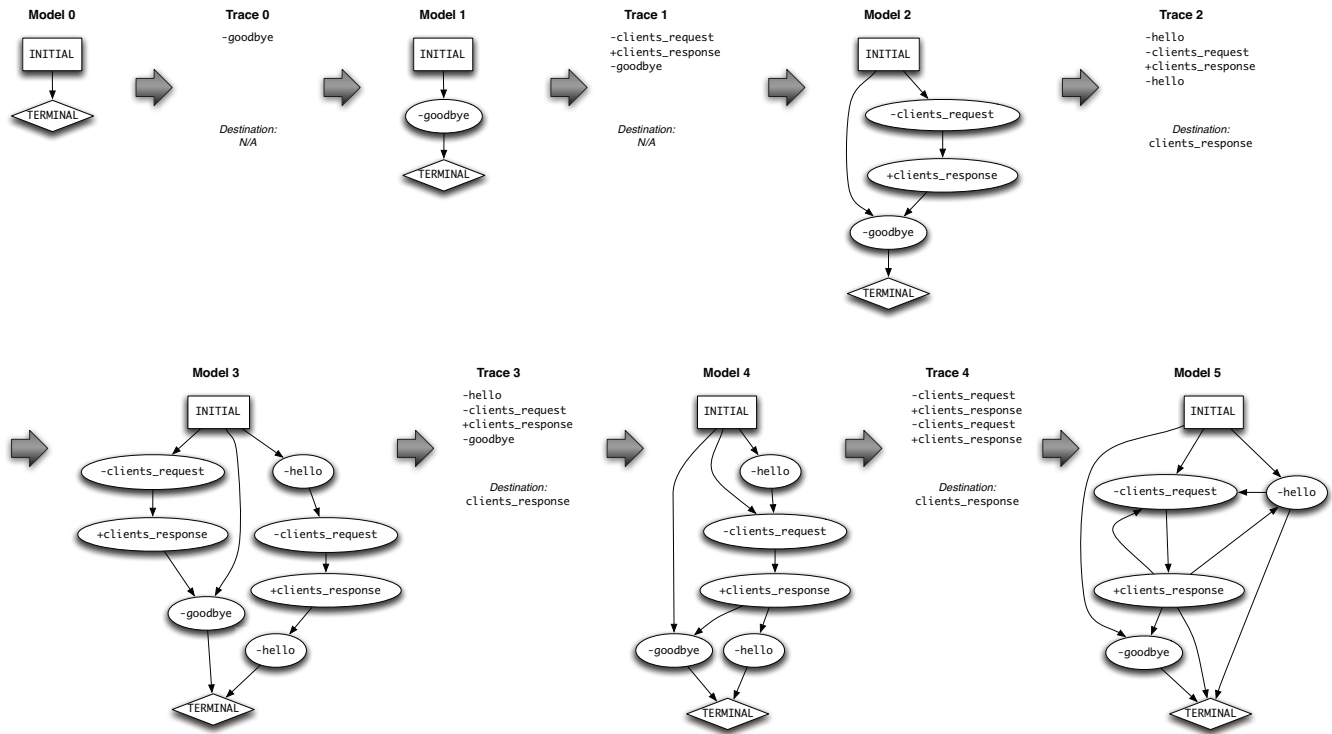 Model 0
INITIAL
TERMINAL
Trace 0
-goodbye
Destination:
N/A
Model 1
INITIAL
-goodbye
TERMINAL
Trace 1
-clients_request
+clients_response
-goodbye
Destination:
N/A
Model 2
INITIAL
-clients_request
+clients_response
-goodbye
TERMINAL
Trace 2
-hello
-clients_request
+clients_response
-hello
Destination:
clients_response
Model 3
INITIAL
-clients_request
-hello
+clients_response
-clients_request
+clients_response
-goodbye
-hello
TERMINAL
Trace 3
-hello
-clients_request
+clients_response
-goodbye
Destination:
clients_response
Model 4
INITIAL
-hello
-clients_request
+clients_response
-goodbye
-hello
TERMINAL
Trace 4
-clients_request
+clients_response
-clients_request
+clients_response
Destination:
clients_response
Model 5
INITIAL
-clients_request
-hello
+clients_response
-goodbye
TERMINAL